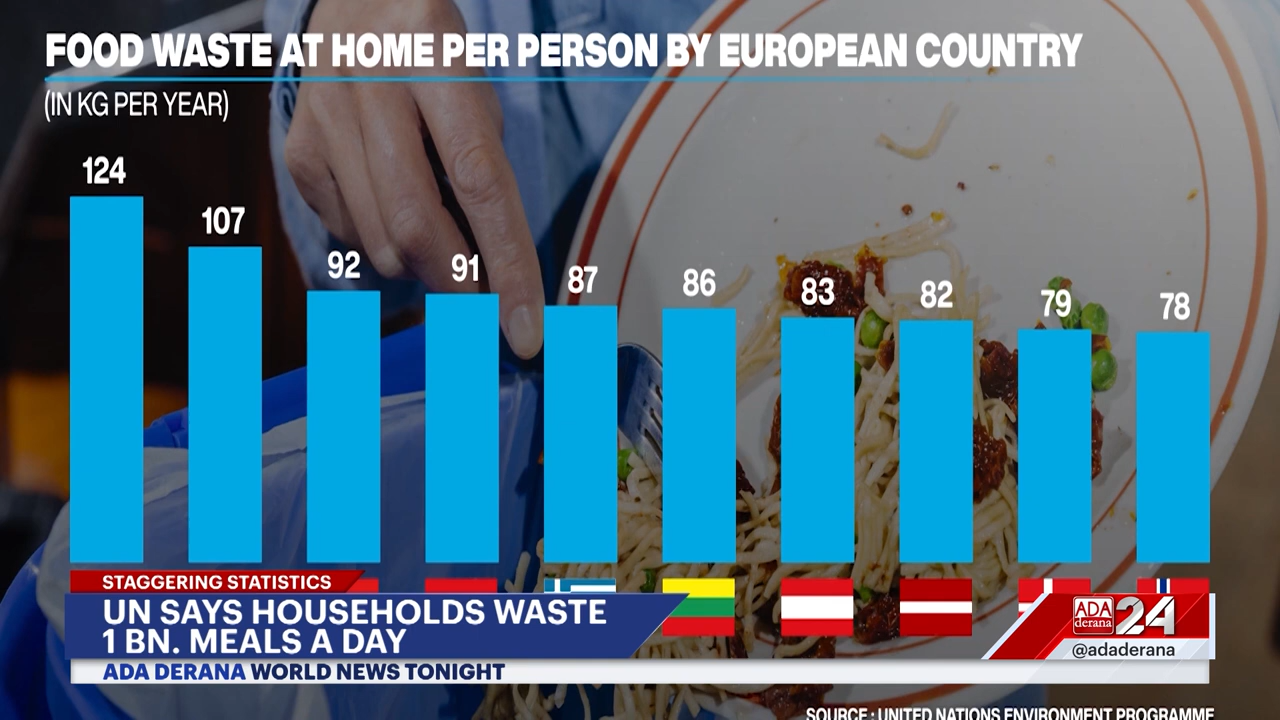 FOOD WASTE AT HOME PER PERSON BY EUROPEAN COUNTRY
(IN KG PER YEAR)
124
107
92
91
87
86
83
82
79
78
STAGGERING STATISTICS
UN SAYS HOUSEHOLDS WASTE
1 BN. MEALS A DAY
ADA DERANA WORLD NEWS TONIGHT
ADA
derana
24
@adaderana
SOURCE : UNITED NATIONS ENVIRONMENT PROGRAMME